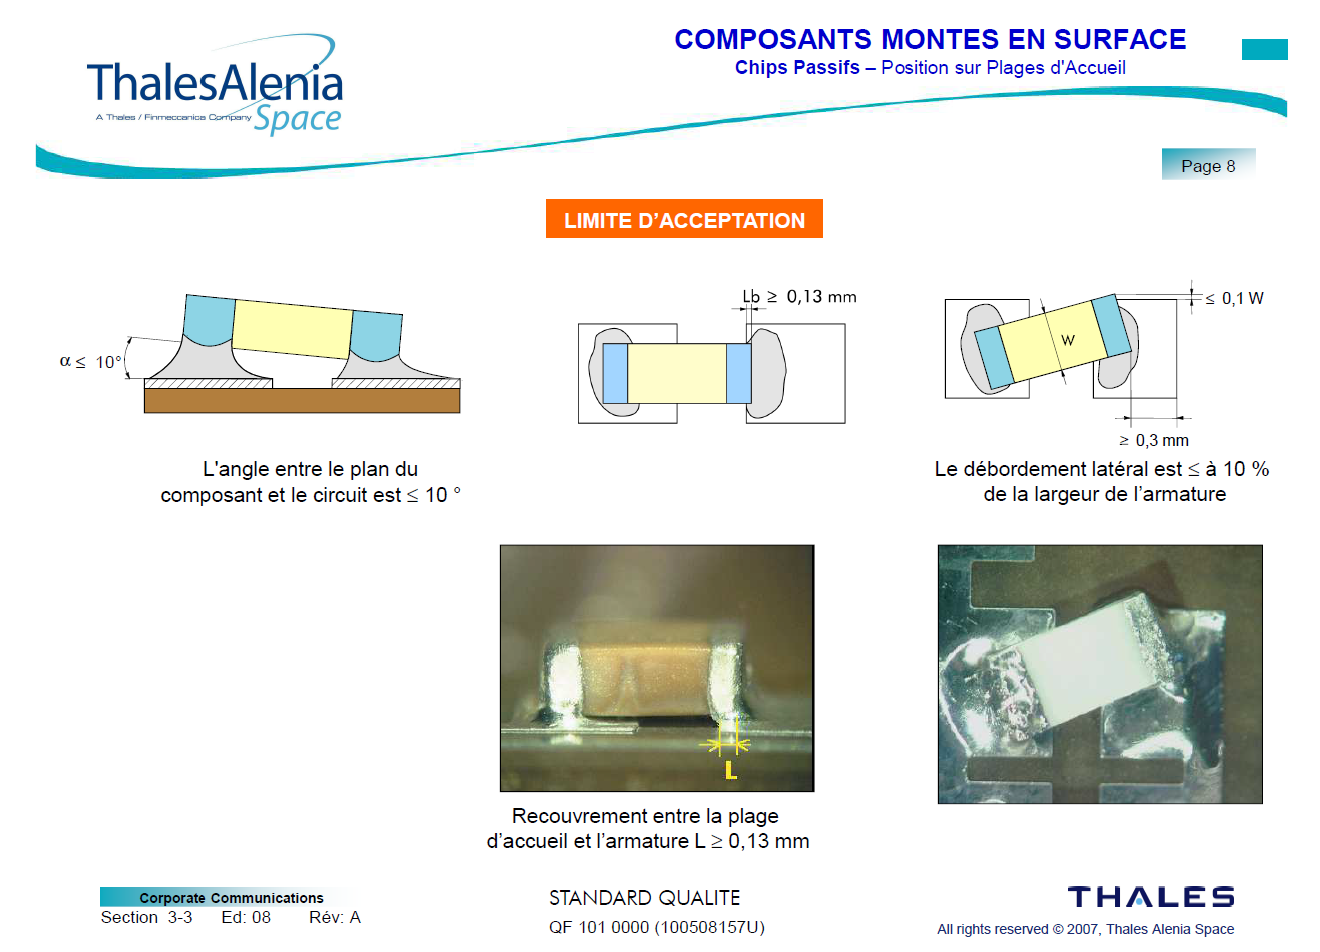 ThalesAlenia
A Thales / Finmeccanica Company
Space
COMPOSANTS MONTES EN SURFACE
Chips Passifs – Position sur Plages d'Accueil
Page 8
LIMITE D'ACCEPTATION
α ≤ 10°
L'angle entre le plan du
composant et le circuit est ≤ 10 °
Lb ≥ 0,13 mm
≤ 0,1 W
W
≥ 0,3 mm
Le débordement latéral est ≤ à 10 %
de la largeur de l’armature
L
Recouvrement entre la plage
d’accueil et l’armature L ≥ 0,13 mm
Corporate Communications
Section 3-3 Ed: 08 Rév: A
STANDARD QUALITE
QF 101 0000 (100508157U)
THALES
All rights reserved © 2007, Thales Alenia Space